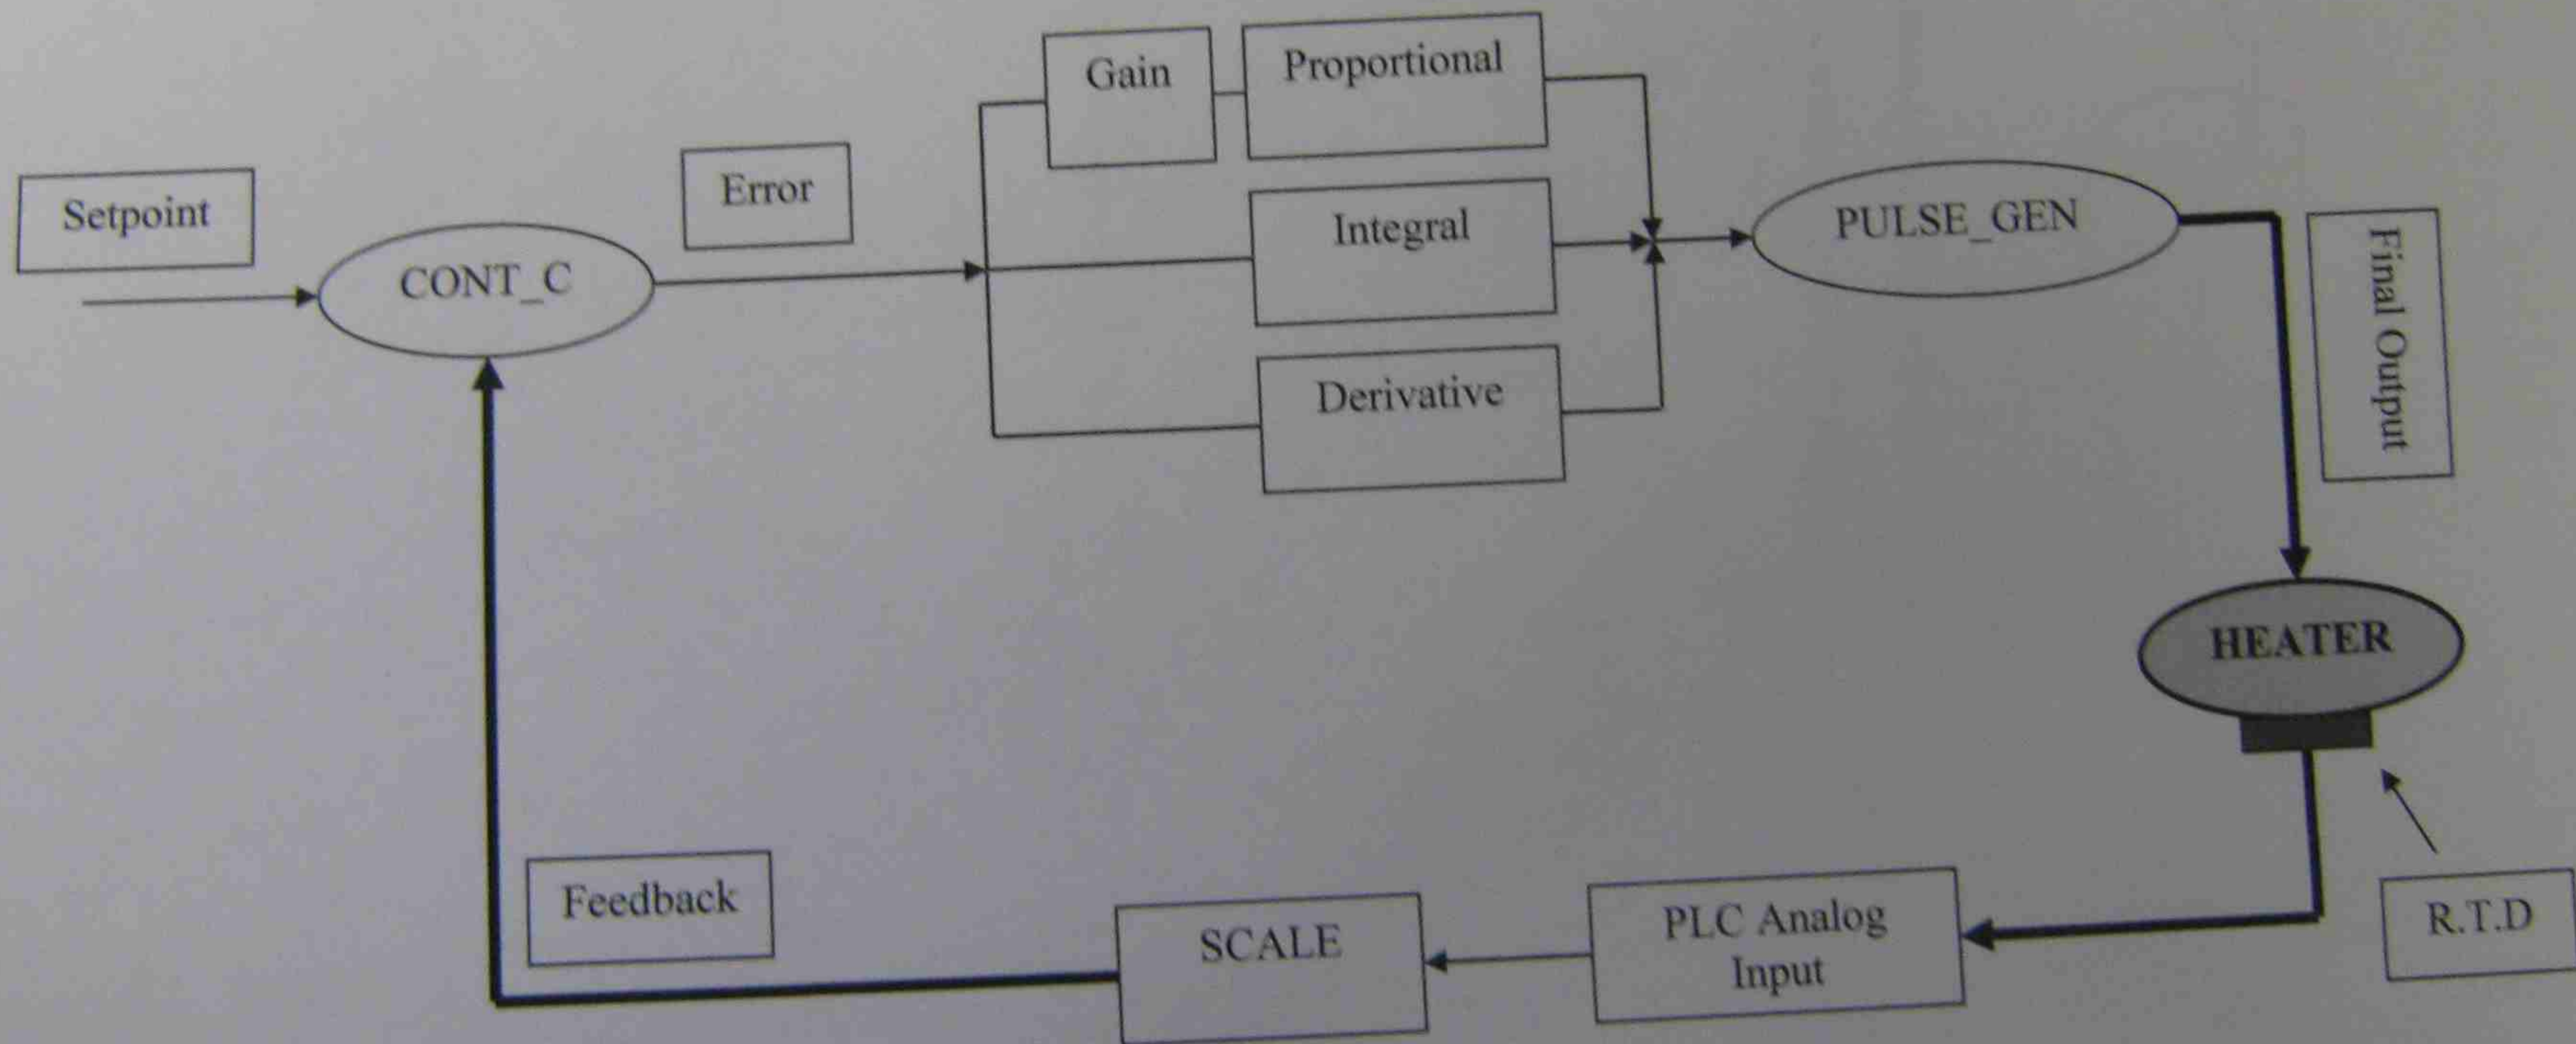 Gain
Proportional
Setpoint
Error
CONT_C
Integral
PULSE_GEN
Final Output
Derivative
HEATER
Feedback
SCALE
PLC Analog
Input
R.T.D